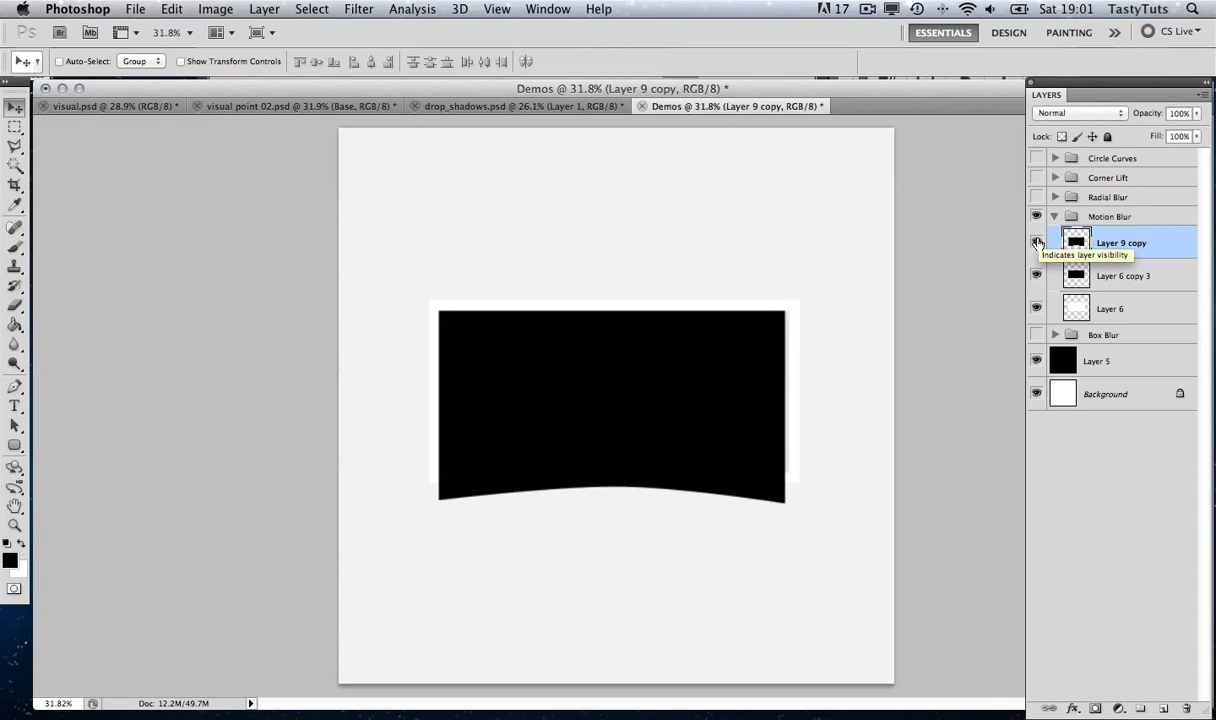 Photoshop File Edit Image Layer Select Filter Analysis 3D View Window Help 17 Sat 19:01 TastyTuts
Ps Br Mb 31.8% ESSENTIALS DESIGN PAINTING >> CS Live
Auto-Select: Group Show Transform Controls
Demos @ 31.8% (Layer 9 copy, RGB/8) *
visual.psd @ 28.9% (RGB/8) * visual point 02.psd @ 31.9% (Base, RGB/8) * drop_shadows.psd @ 26.1% (Layer 1, RGB/8) * Demos @ 31.8% (Layer 9 copy, RGB/8) *
LAYERS
Normal Opacity: 100%
Lock: Fill: 100%
Circle Curves
Corner Lift
Radial Blur
Motion Blur
Layer 9 copy
Indicates layer visibility
Layer 6 copy 3
Layer 6
Box Blur
Layer 5
Background
T
fx
31.82% Doc: 12.2M/49.7M